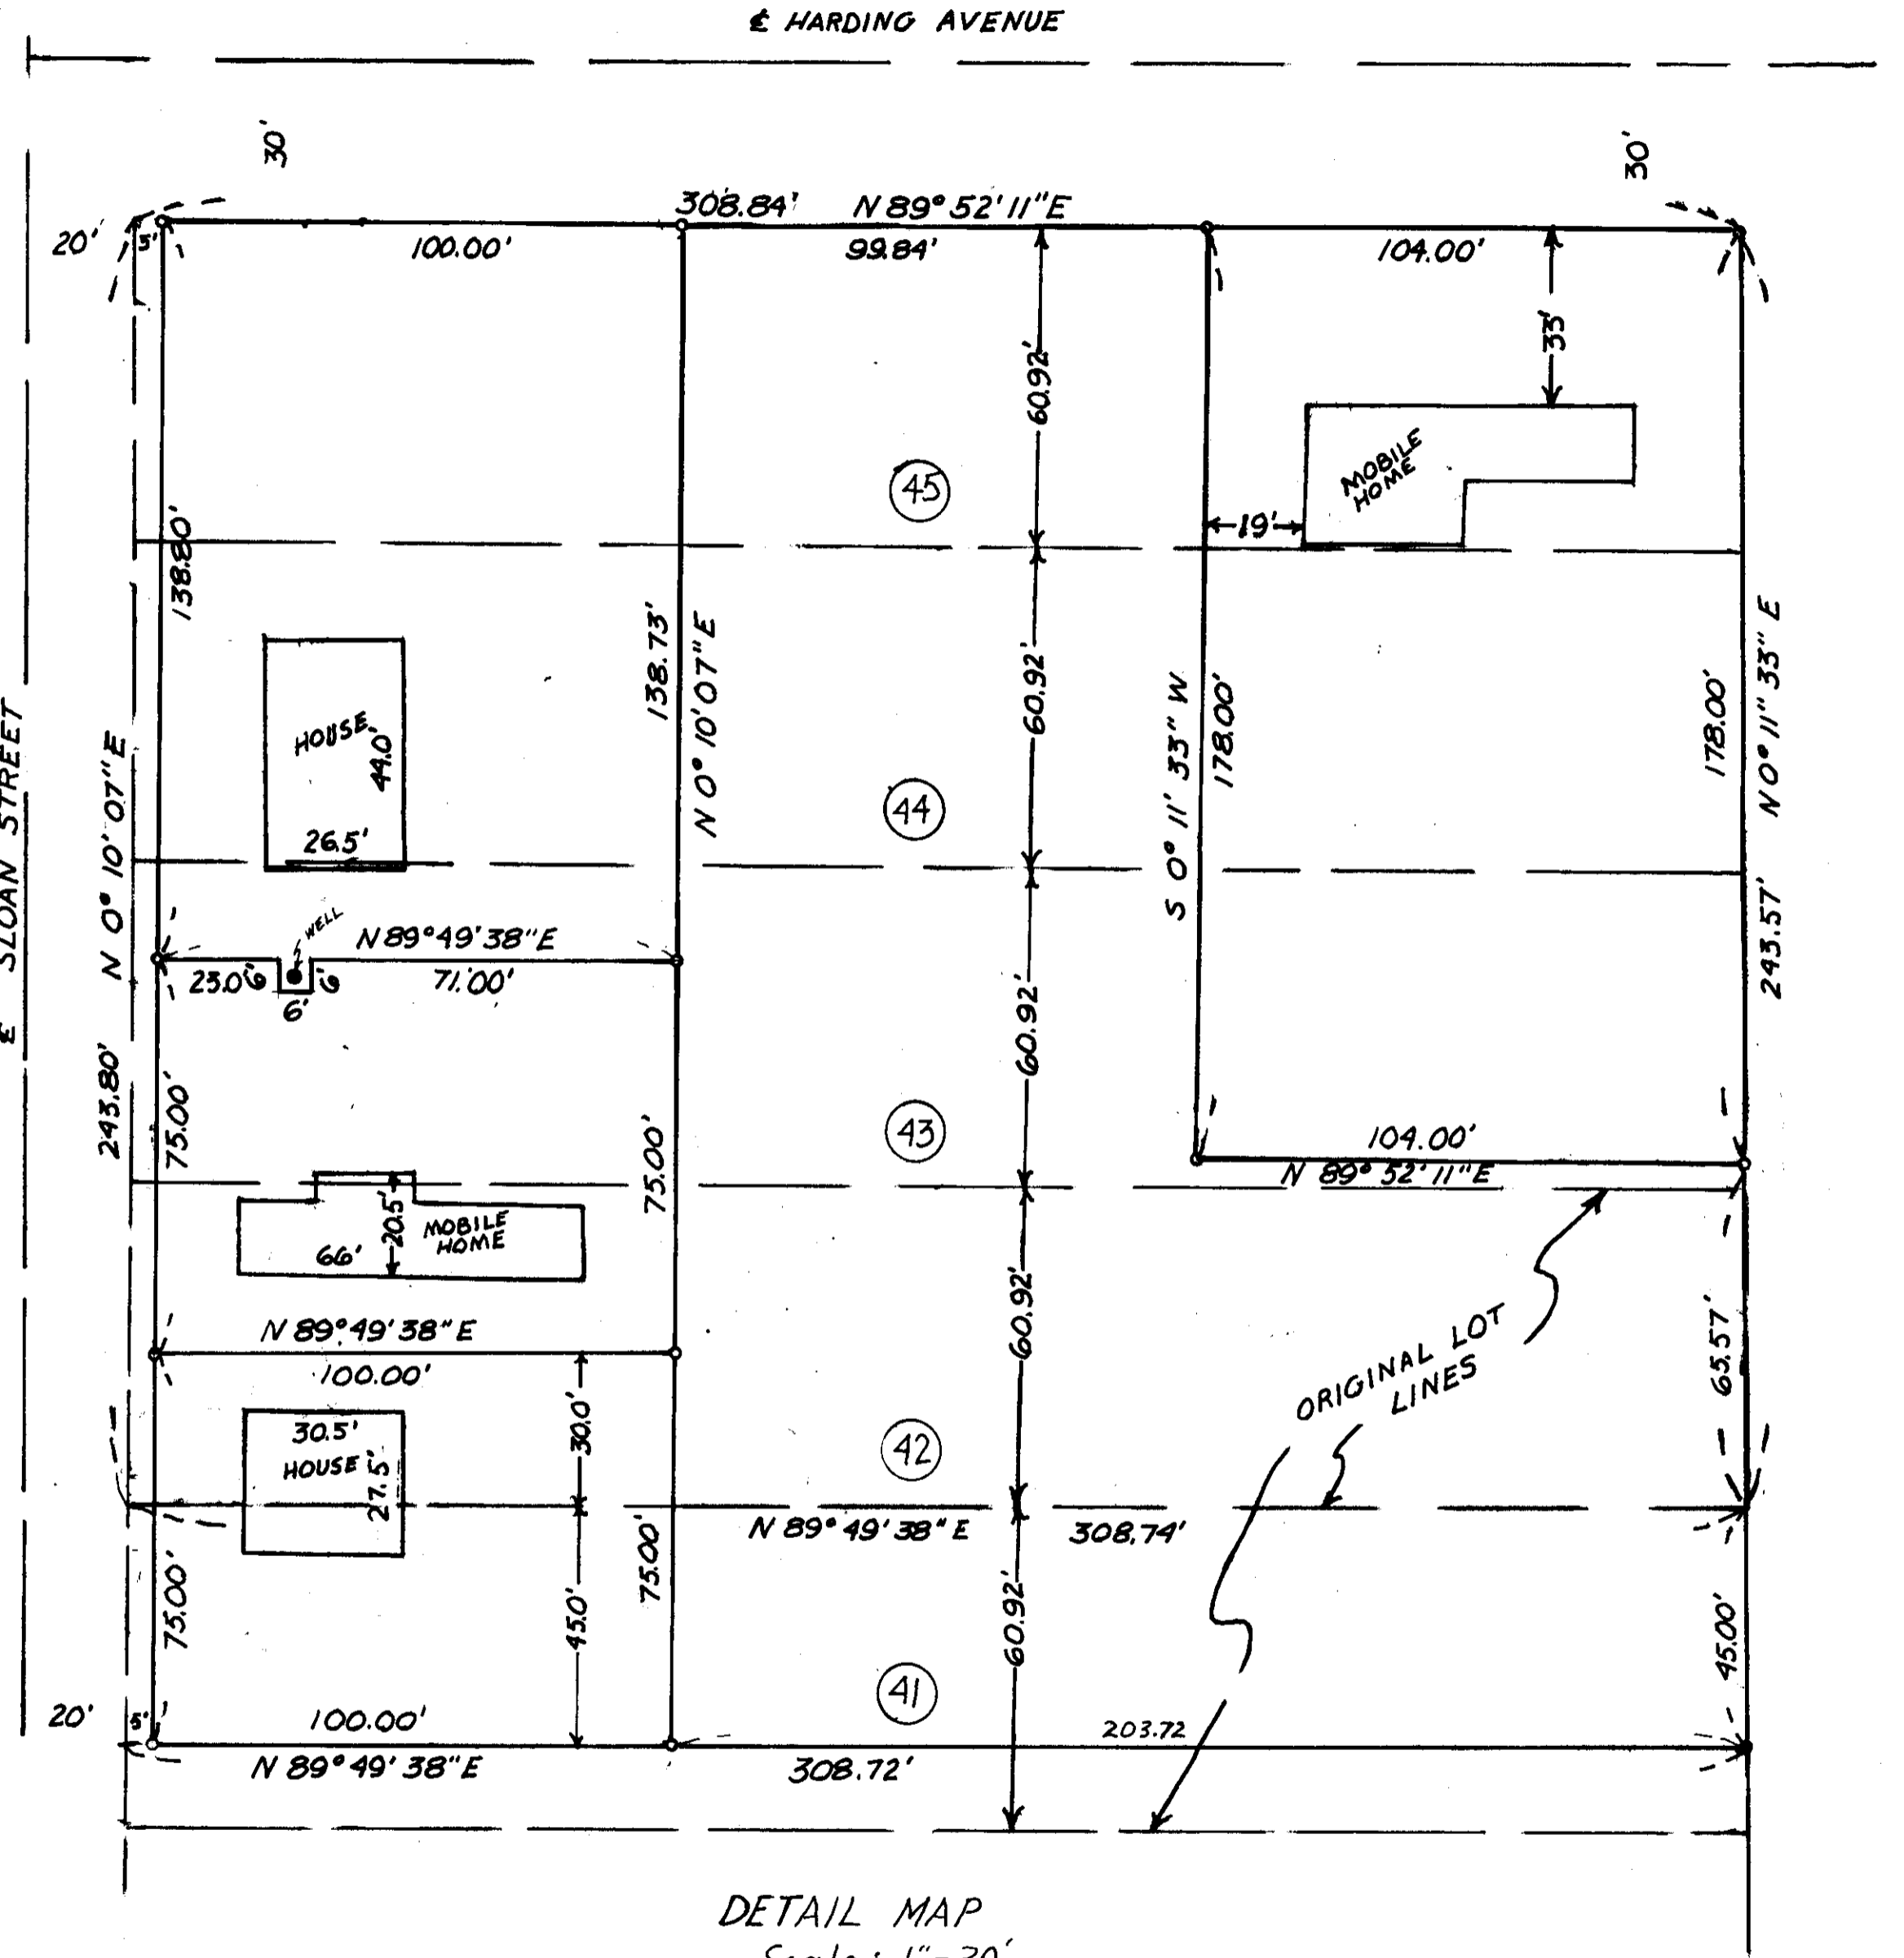 ℄ HARDING AVENUE
30'
30'
308.84' N 89° 52' 11" E
20'
5'
100.00'
99.84'
104.00'
33'
60.92'
45
MOBILE
HOME
19'
138.80'
138.73'
N 0° 10' 07" E
60.92'
S 0° 11' 33" W
178.00'
178.00'
N 0° 11' 33" E
243.57'
℄ SLOAN STREET
N 0° 10' 07" E
243.80'
HOUSE
44.0'
26.5'
44
WELL
N 89° 49' 38" E
23.0
6'
6'
6'
71.00'
60.92'
75.00'
75.00'
43
104.00'
N 89° 52' 11" E
20.5'
MOBILE
HOME
66'
60.92'
65.57'
ORIGINAL LOT
LINES
N 89° 49' 38" E
100.00'
30.0'
30.5'
HOUSE
27.5'
42
N 89° 49' 38" E 308.74'
75.00'
45.0'
75.00'
60.92'
45.00'
41
20'
5'
100.00'
203.72
N 89° 49' 38" E
308.72'
DETAIL MAP
Scale: 1"=30'